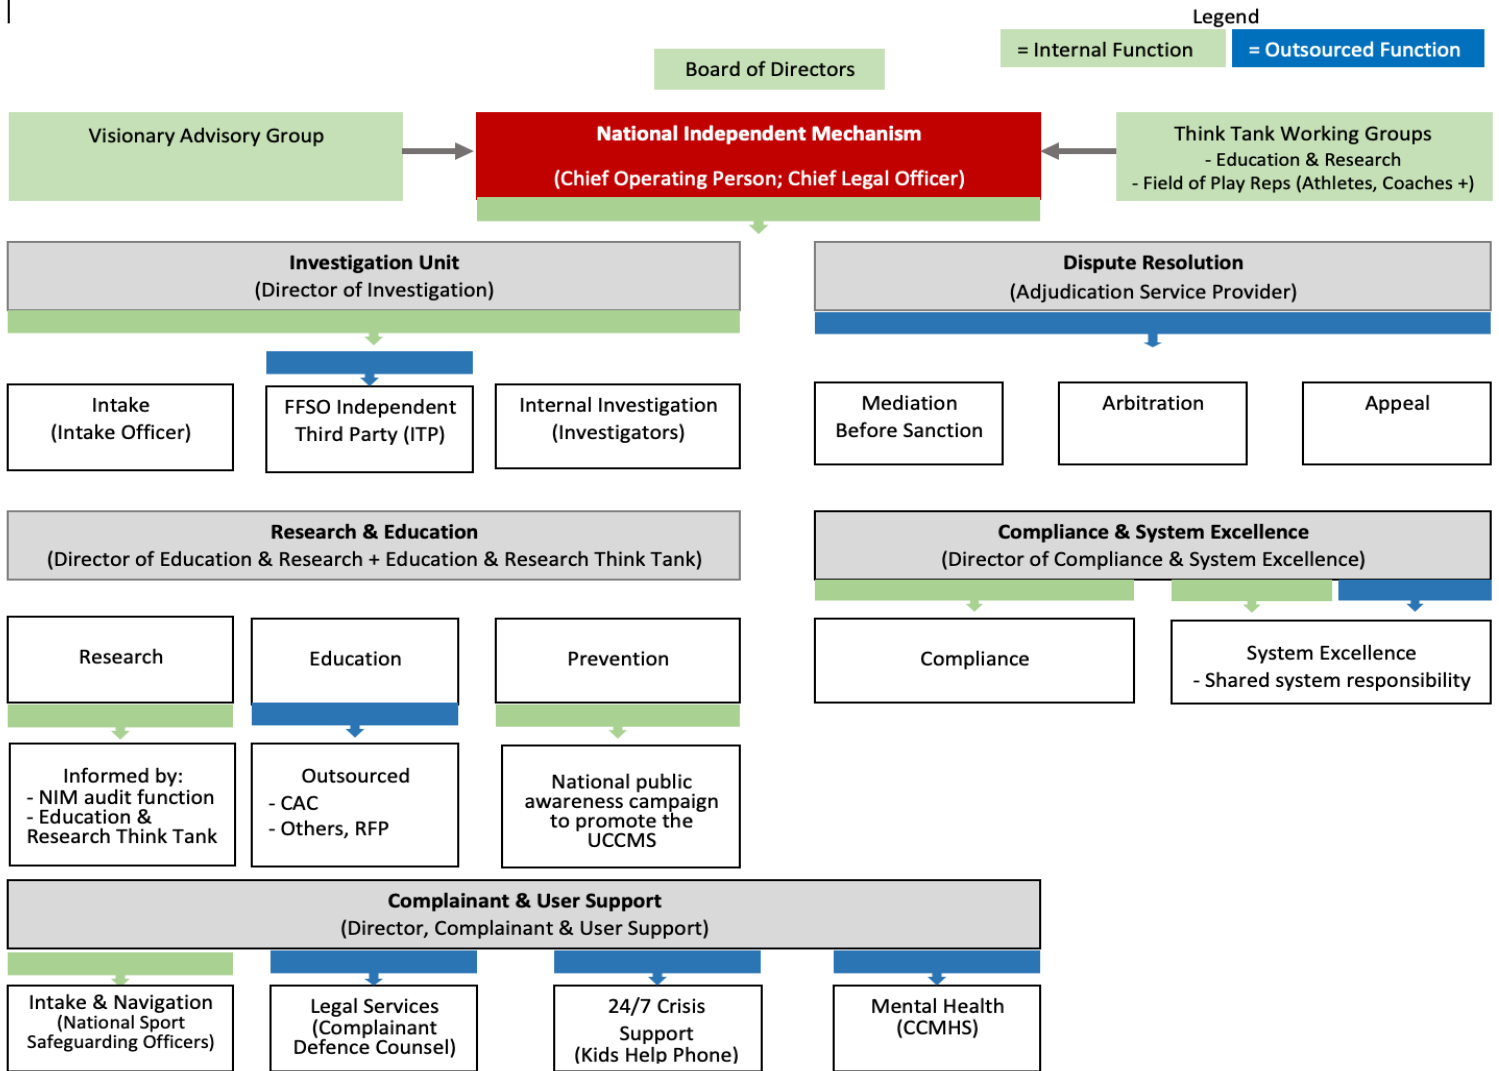 Legend
= Internal Function
= Outsourced Function
Board of Directors
Visionary Advisory Group
National Independent Mechanism
(Chief Operating Person; Chief Legal Officer)
Think Tank Working Groups
- Education & Research
- Field of Play Reps (Athletes, Coaches +)
Investigation Unit
(Director of Investigation)
Dispute Resolution
(Adjudication Service Provider)
Intake
(Intake Officer)
FFSO Independent
Third Party (ITP)
Internal Investigation
(Investigators)
Mediation
Before Sanction
Arbitration
Appeal
Research & Education
(Director of Education & Research + Education & Research Think Tank)
Compliance & System Excellence
(Director of Compliance & System Excellence)
Research
Education
Prevention
Compliance
System Excellence
- Shared system responsibility
Informed by:
- NIM audit function
- Education &
Research Think Tank
Outsourced
- CAC
- Others, RFP
National public
awareness campaign
to promote the
UCCMS
Complainant & User Support
(Director, Complainant & User Support)
Intake & Navigation
(National Sport
Safeguarding Officers)
Legal Services
(Complainant
Defence Counsel)
24/7 Crisis
Support
(Kids Help Phone)
Mental Health
(CCMHS)